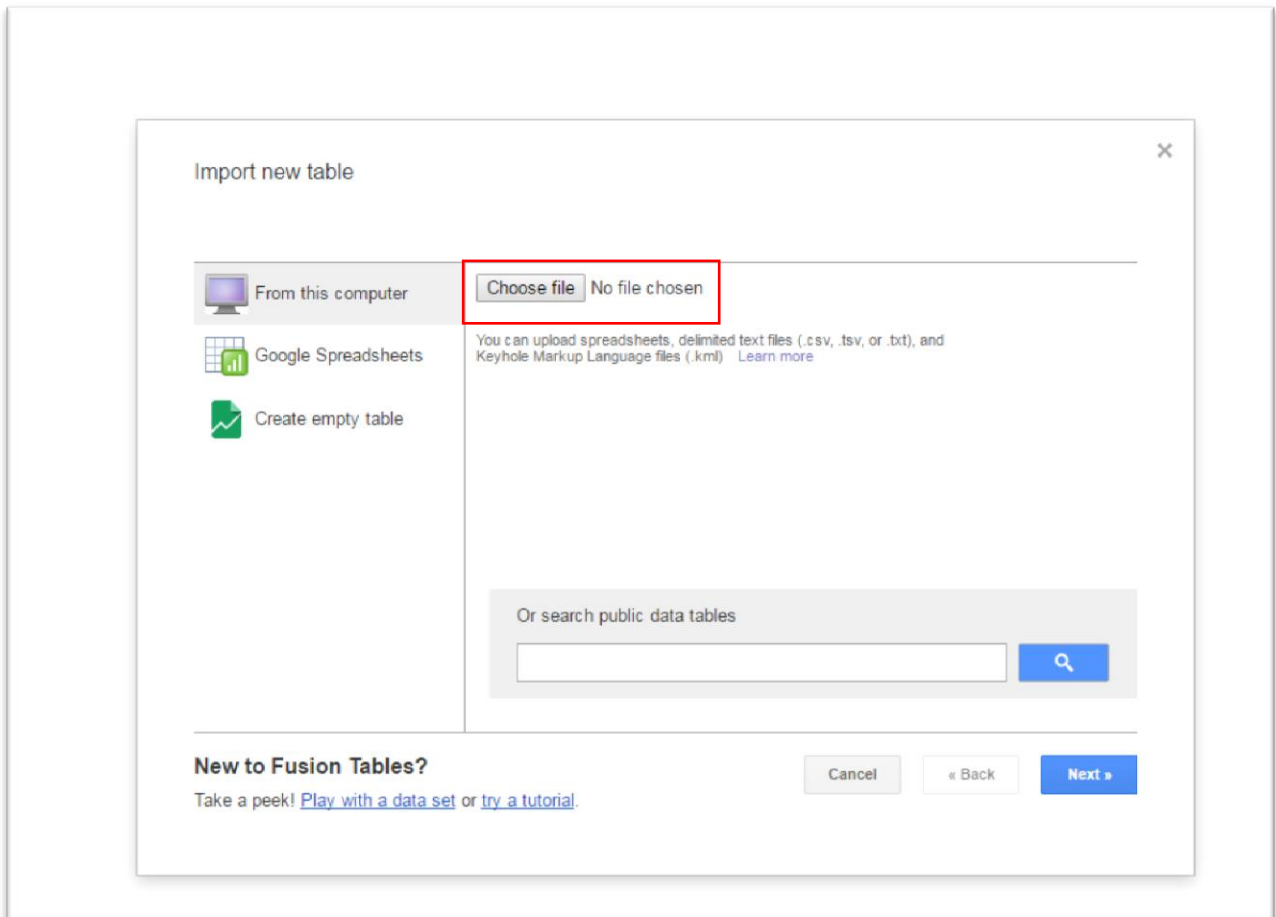 Import new table
From this computer
Google Spreadsheets
Create empty table
Choose file No file chosen
You can upload spreadsheets, delimited text files (.csv, .tsv, or .txt), and
Keyhole Markup Language files (.kml) Learn more
Or search public data tables
New to Fusion Tables?
Take a peek! Play with a data set or try a tutorial.
Cancel
« Back
Next »